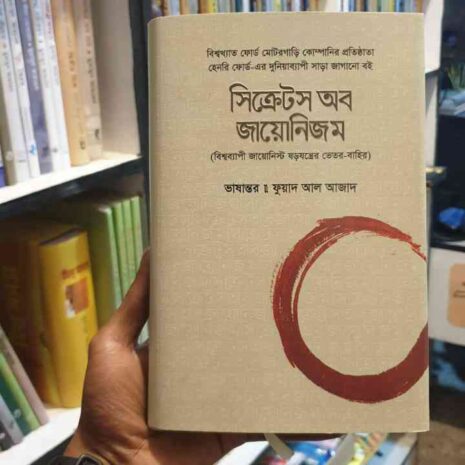 বিশ্বখ্যাত ফোর্ড মোটরগাড়ি কোম্পানির প্রতিষ্ঠাতা
হেনরি ফোর্ড-এর দুনিয়াব্যাপী সাড়া জাগানো বই
সিক্রেটস অব
জায়োনিজম
(বিশ্বব্যাপী জায়োনিস্ট ষড়যন্ত্রের ভেতর-বাহির)
ভাষান্তর ॥ ফুয়াদ আল আজাদ